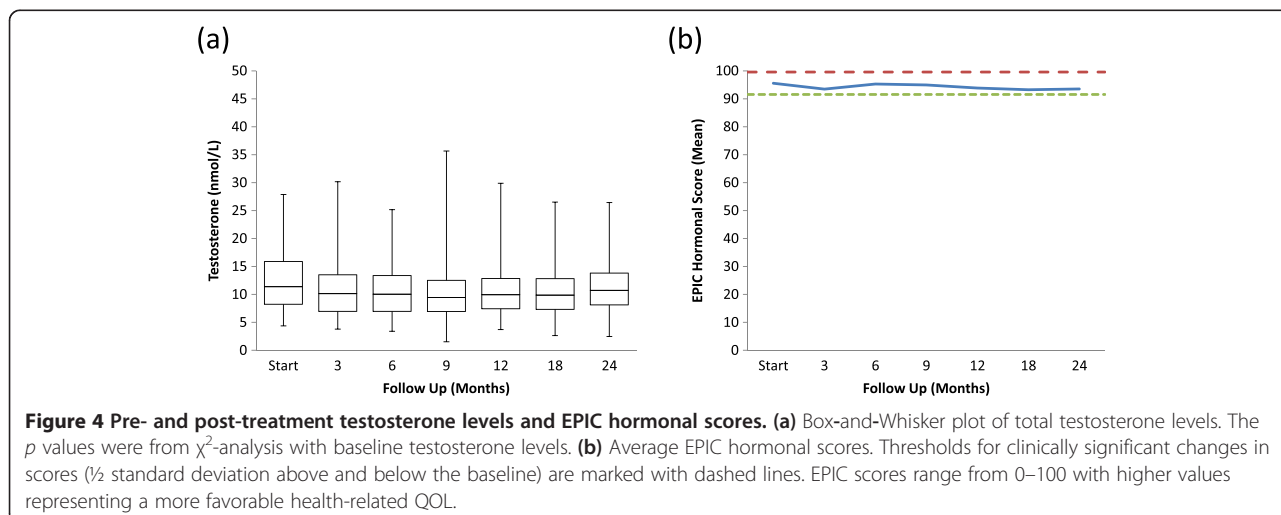 (a)
50
45
40
35
30
25
20
15
10
5
0
Testosterone (nmol/L)
Start 3 6 9 12 18 24
Follow Up (Months)
(b)
100
90
80
70
60
50
40
30
20
10
0
EPIC Hormonal Score (Mean)
Start 3 6 9 12 18 24
Follow Up (Months)
Figure 4 Pre- and post-treatment testosterone levels and EPIC hormonal scores. (a) Box-and-Whisker plot of total testosterone levels. The
p values were from χ²-analysis with baseline testosterone levels. (b) Average EPIC hormonal scores. Thresholds for clinically significant changes in
scores (½ standard deviation above and below the baseline) are marked with dashed lines. EPIC scores range from 0–100 with higher values
representing a more favorable health-related QOL.